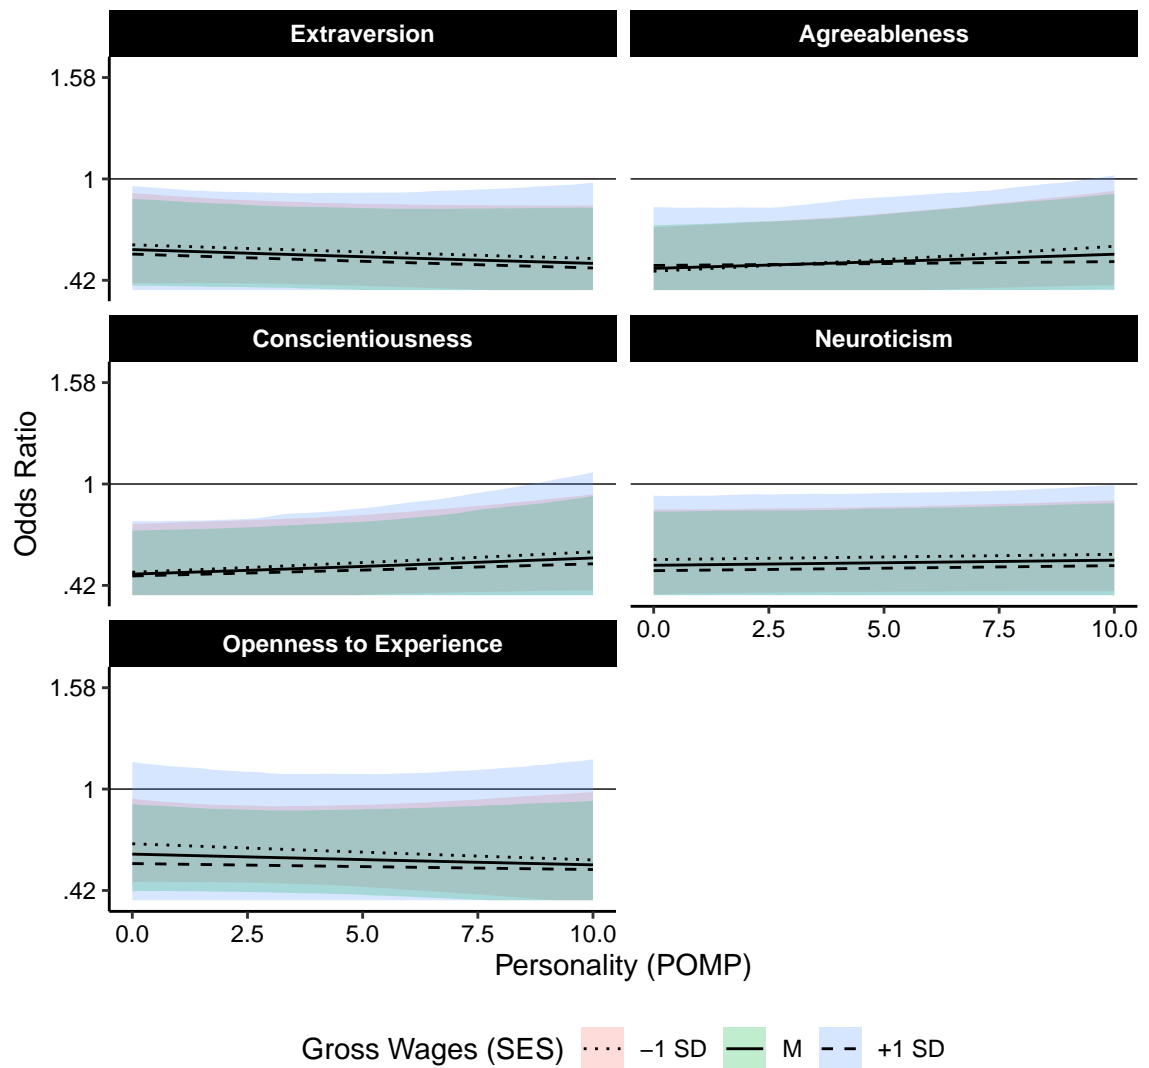 Extraversion
Agreeableness
1.58
1
.42
Conscientiousness
Neuroticism
1.58
1
.42
0.0 2.5 5.0 7.5 10.0
Openness to Experience
1.58
1
.42
0.0 2.5 5.0 7.5 10.0
Odds Ratio
Personality (POMP)
Gross Wages (SES) −1 SD M +1 SD